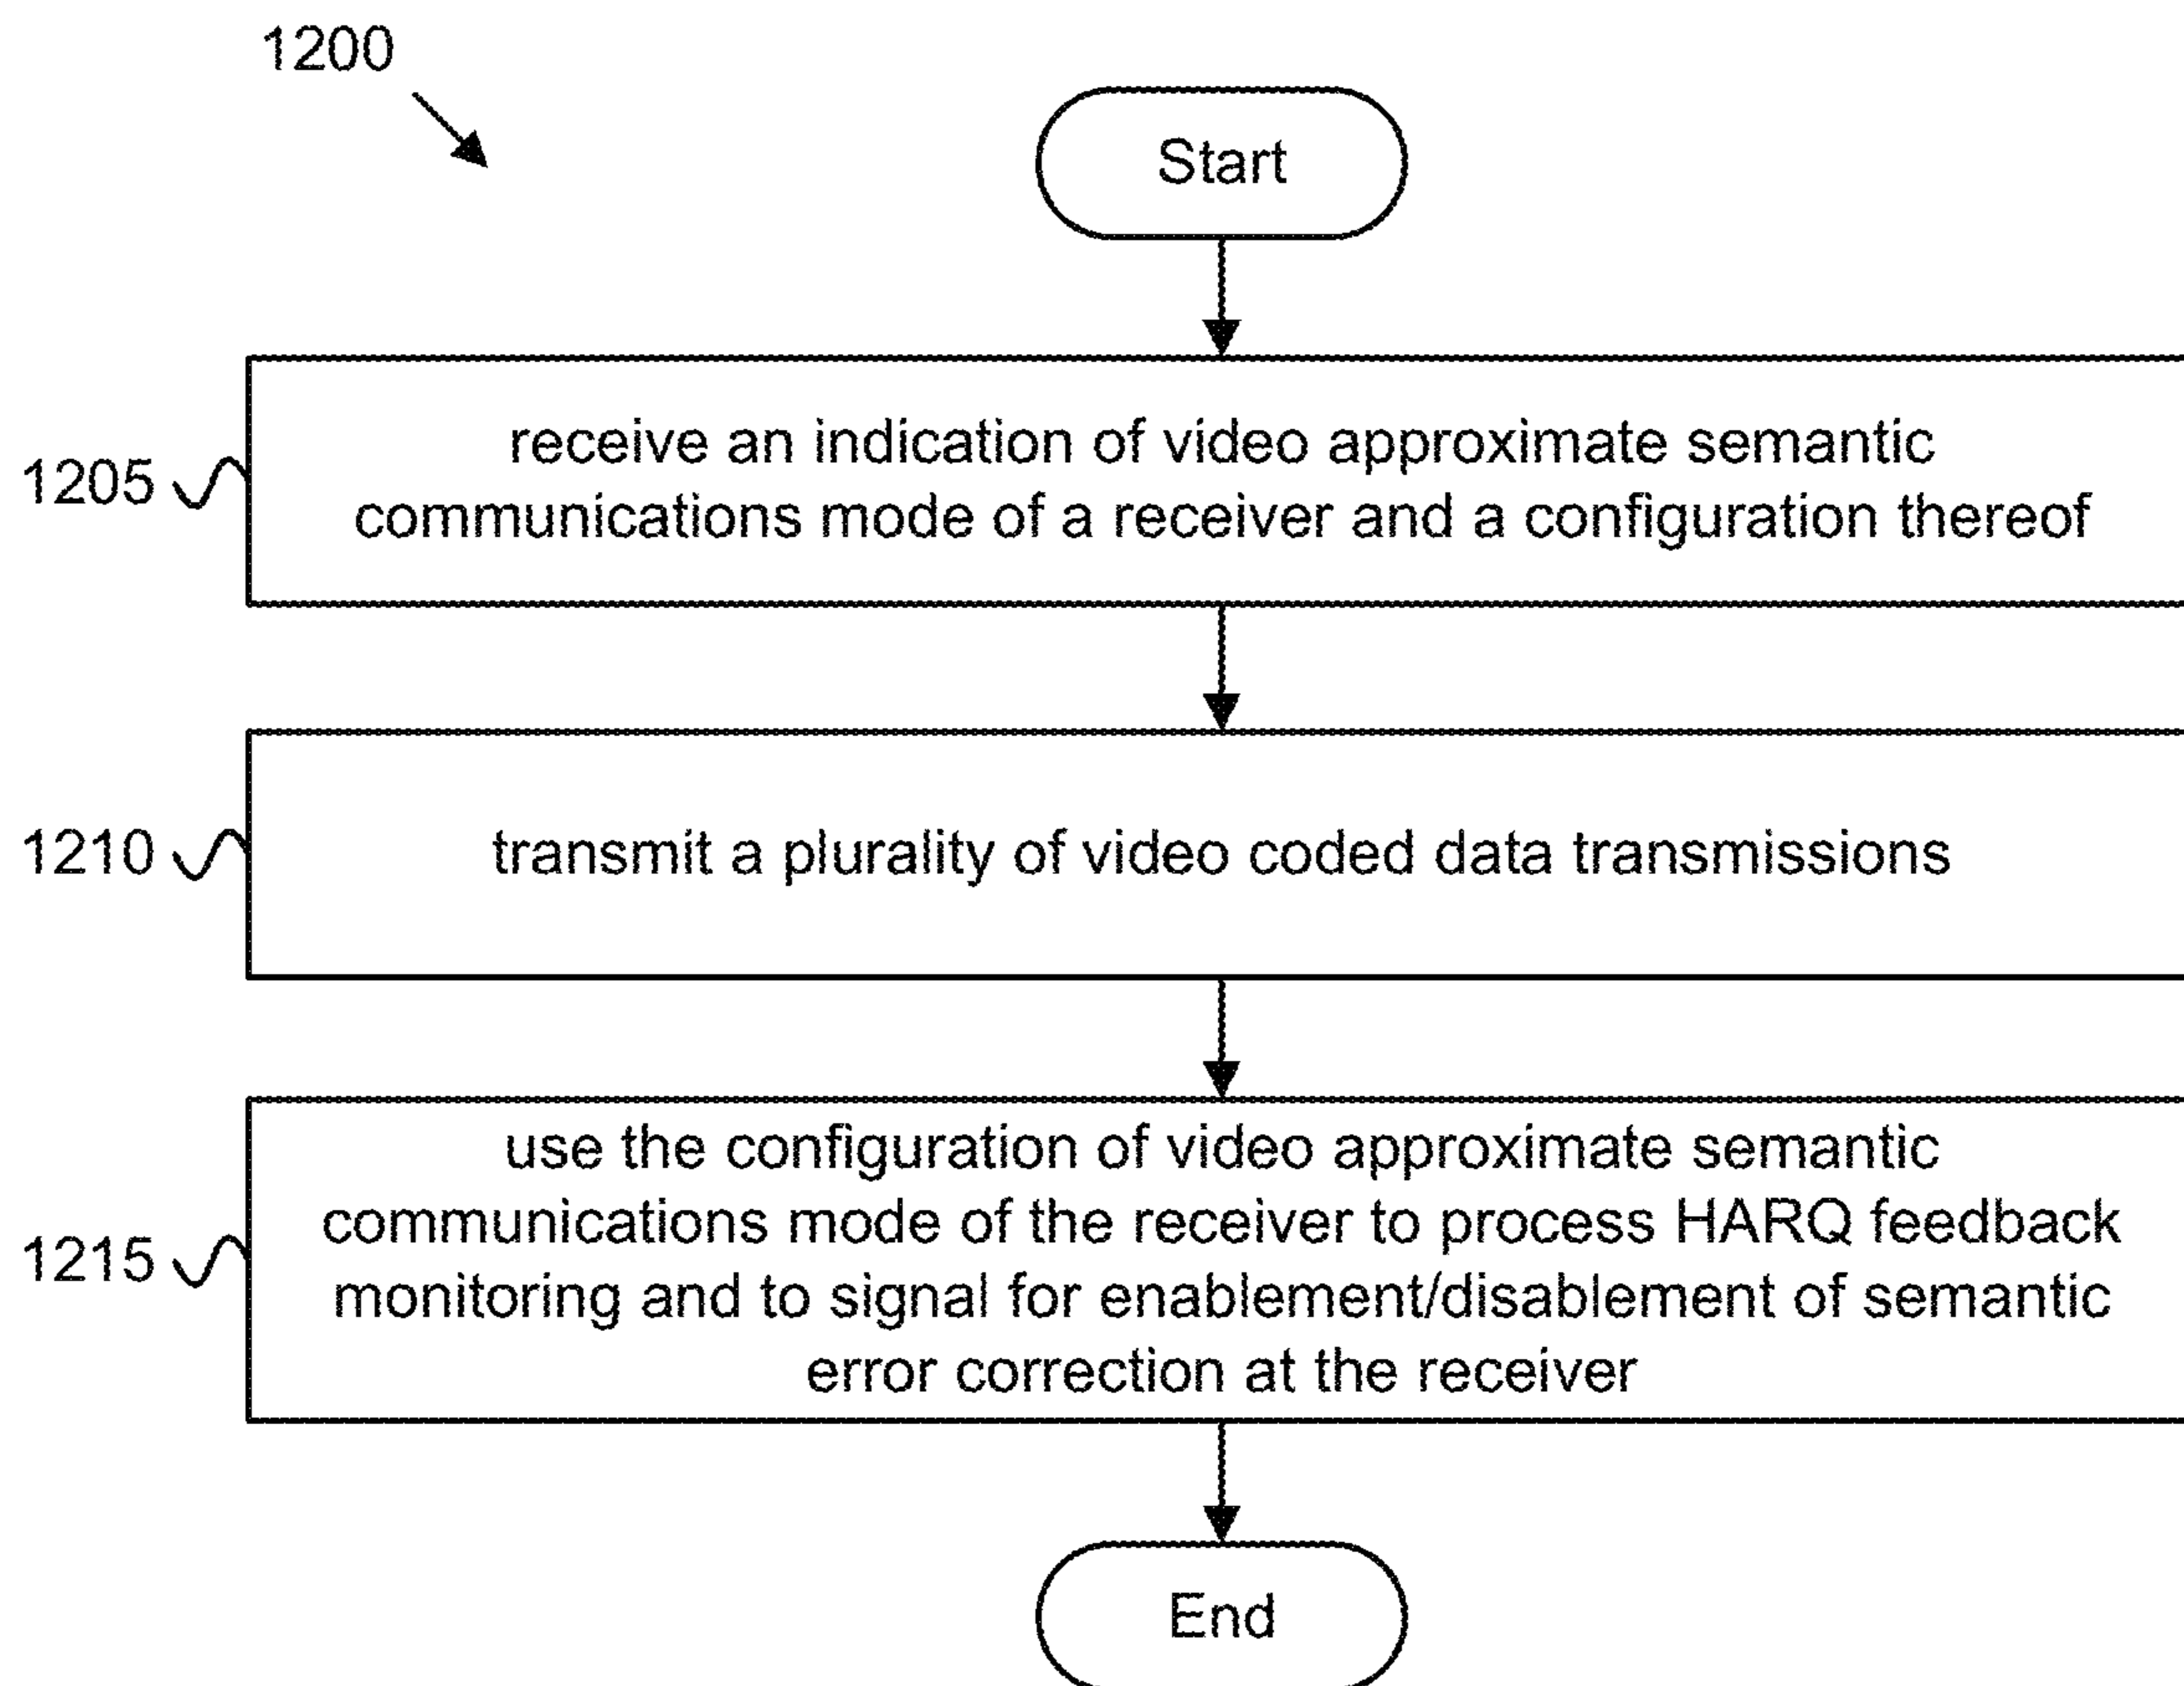 1200
Start
1205
receive an indication of video approximate semantic
communications mode of a receiver and a configuration thereof
1210
transmit a plurality of video coded data transmissions
1215
use the configuration of video approximate semantic
communications mode of the receiver to process HARQ feedback
monitoring and to signal for enablement/disablement of semantic
error correction at the receiver
End